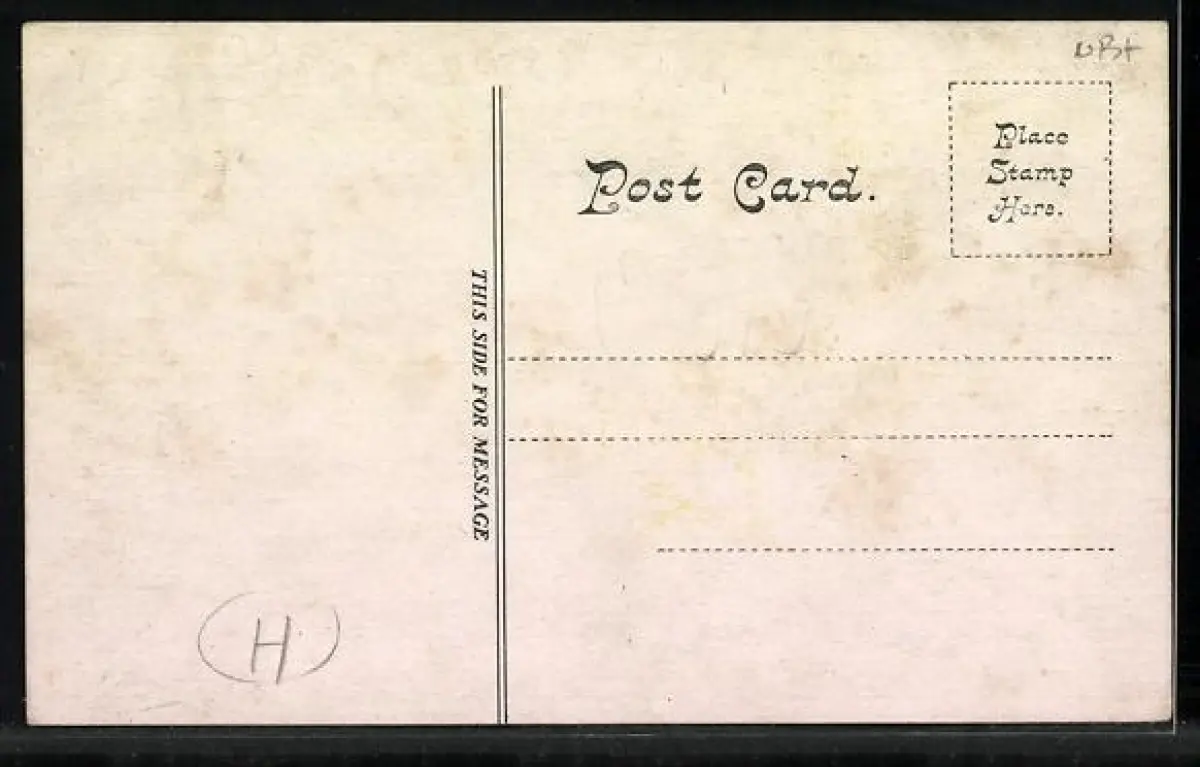 Post Card.
Place
Stamp
Here.
THIS SIDE FOR MESSAGE
H